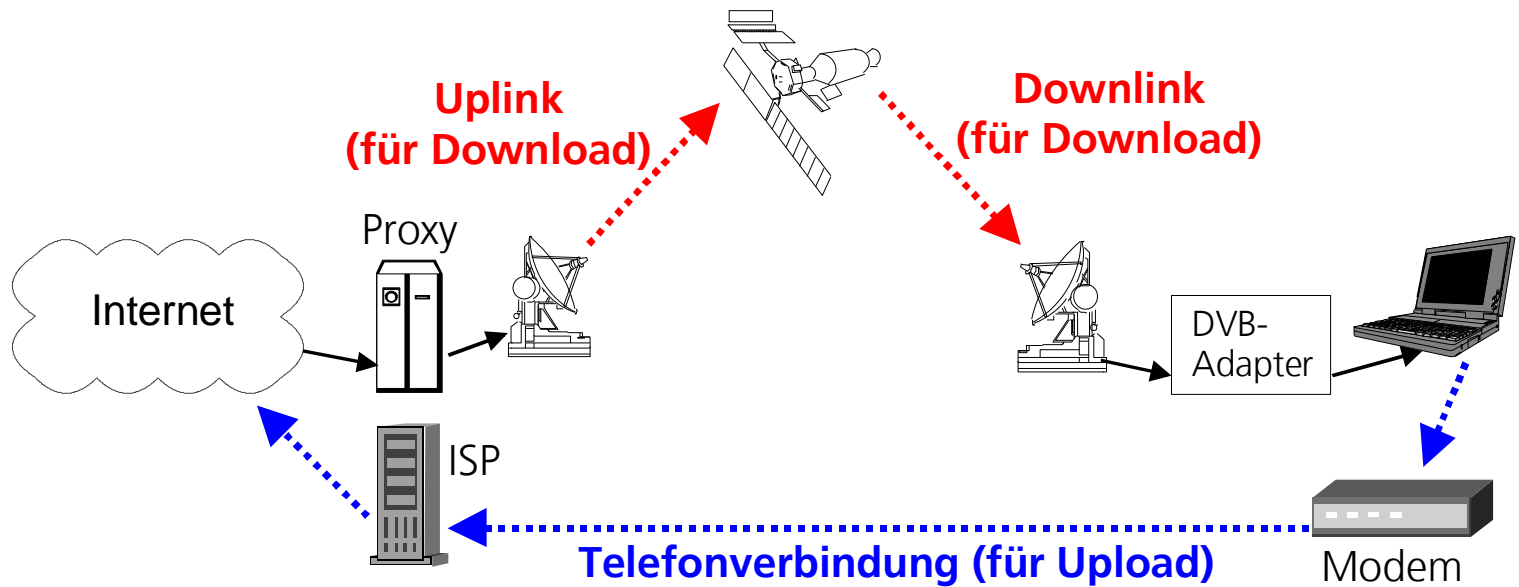 Uplink
(für Download)
Downlink
(für Download)
Proxy
Internet
DVB-
Adapter
ISP
Telefonverbindung (für Upload)
Modem